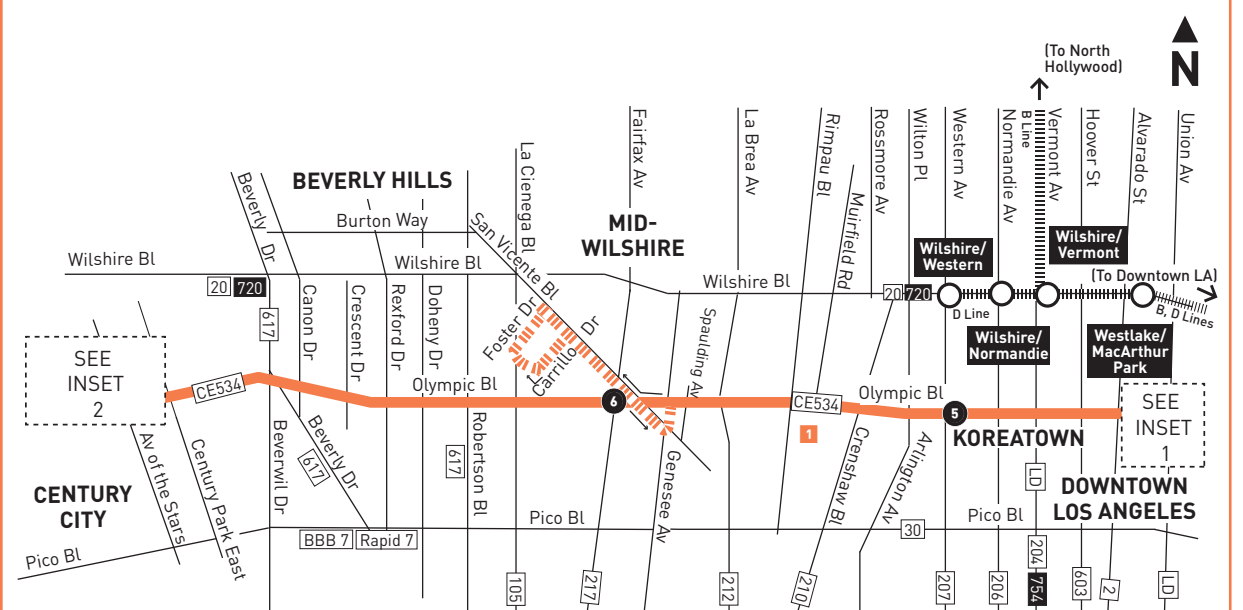 N
(To North
Hollywood)
B Line
Fairfax Av
La Brea Av
Rimpau Bl
Rossmore Av
Wilton Pl
Western Av
Normandie Av
Vermont Av
Hoover St
Alvarado St
Union Av
La Cienega Bl
Muirfield Rd
BEVERLY HILLS
Beverly Dr
Burton Way
San Vicente Bl
MID-
WILSHIRE
Wilshire/
Western
Wilshire/
Vermont
Wilshire Bl
Wilshire Bl
Wilshire Bl
(To Downtown LA)
20
720
20
720
D Line
B, D Lines
617
Canon Dr
Crescent Dr
Rexford Dr
Doheny Dr
Foster Dr
Carrillo Dr
Spaulding Av
Wilshire/
Normandie
Westlake/
MacArthur
Park
SEE
INSET
2
CE534
Olympic Bl
6
CE534
Olympic Bl
5
SEE
INSET
1
1
KOREATOWN
Av of the Stars
Century Park East
Beverwil Dr
Beverly Dr
617
617
Robertson Bl
Genesee Av
Crenshaw Bl
Arlington Av
LD
CENTURY
CITY
DOWNTOWN
LOS ANGELES
Pico Bl
Pico Bl
Pico Bl
30
BBB 7
Rapid 7
105
217
212
210
207
206
204
754
603
2
LD